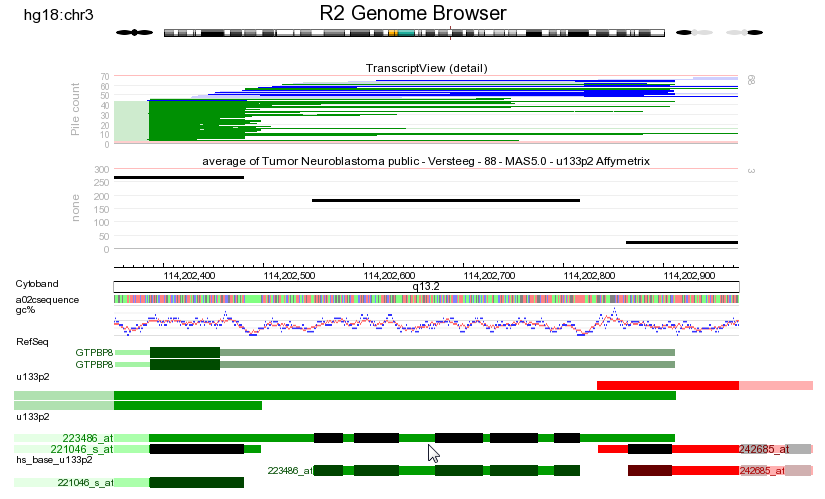 hg18:chr3
R2 Genome Browser
TranscriptView (detail)
70
60
50
40
30
20
10
0
Pile count
68
average of Tumor Neuroblastoma public - Versteeg - 88 - MAS5.0 - u133p2 Affymetrix
300
250
200
150
100
50
0
none
3
114,202,400 114,202,500 114,202,600 114,202,700 114,202,800 114,202,900
Cytoband
q13.2
a02csequence
gc%
RefSeq
GTPBP8
GTPBP8
u133p2
u133p2
223486_at
221046_s_at 242685_at
hs_base_u133p2
223486_at 242685_at
221046_s_at